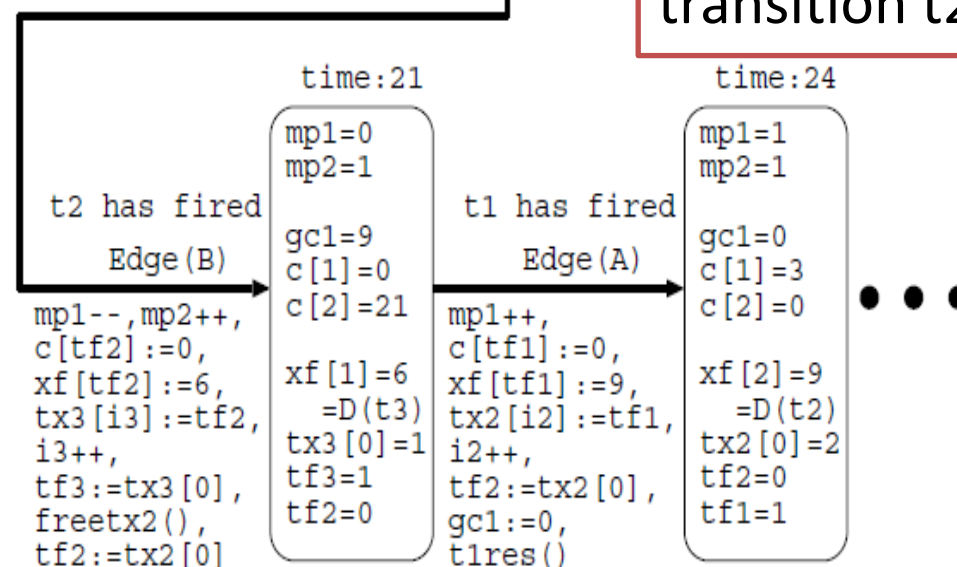 transition t2
time:21
mp1=0
mp2=1
gc1=9
c[1]=0
c[2]=21
xf[1]=6
=D(t3)
tx3[0]=1
tf3=1
tf2=0
t2 has fired
Edge(B)
mp1--,mp2++,
c[tf2]:=0,
xf[tf2]:=6,
tx3[i3]:=tf2,
i3++,
tf3:=tx3[0],
freetx2(),
tf2:=tx2[0]
time:24
mp1=1
mp2=1
gc1=0
c[1]=3
c[2]=0
xf[2]=9
=D(t2)
tx2[0]=2
tf2=0
tf1=1
t1 has fired
Edge(A)
mp1++,
c[tf1]:=0,
xf[tf1]:=9,
tx2[i2]:=tf1,
i2++,
tf2:=tx2[0],
gc1:=0,
t1res()